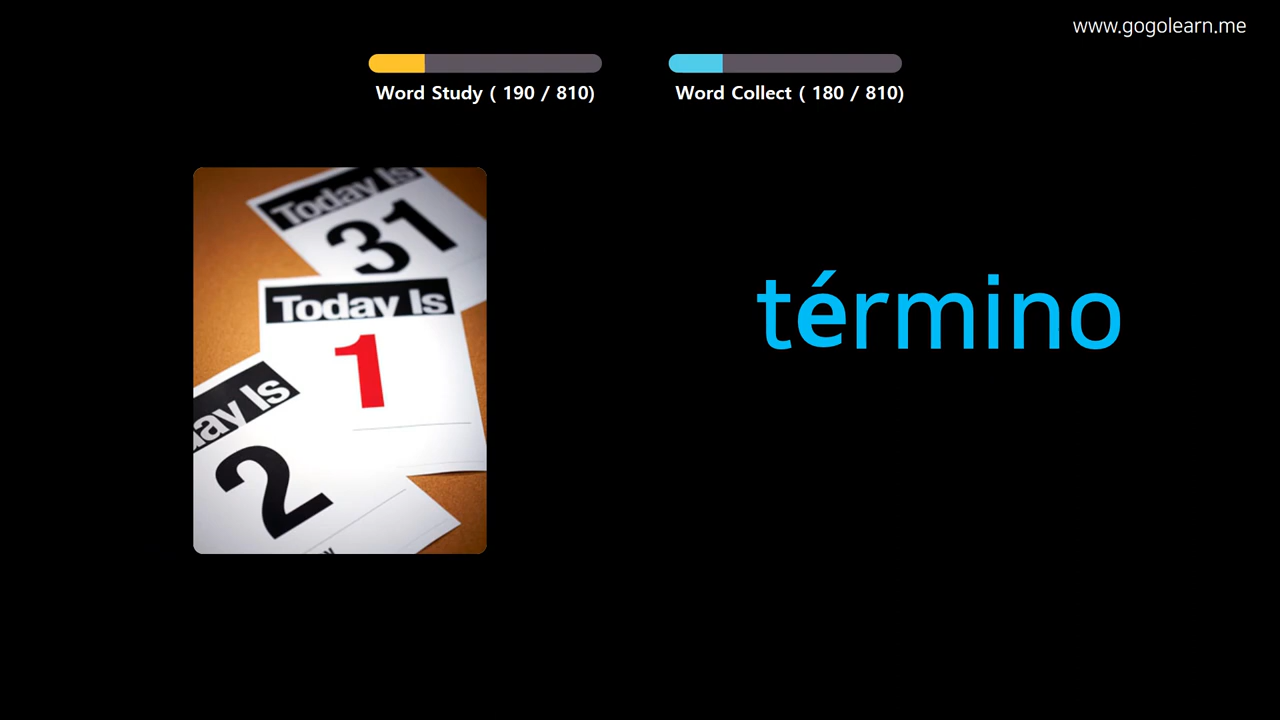 www.gogolearn.me
Word Study ( 190 / 810)
Word Collect ( 180 / 810)
Today Is
31
Today Is
1
ay Is
2
término